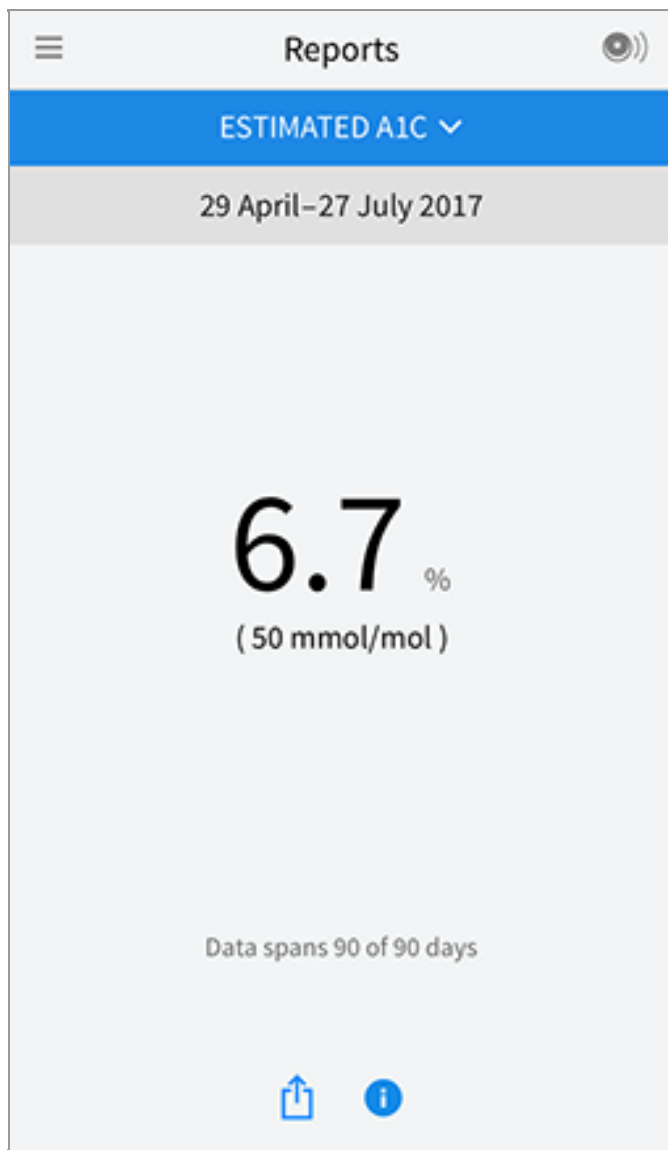 Reports
ESTIMATED A1C
29 April–27 July 2017
6.7 %
( 50 mmol/mol )
Data spans 90 of 90 days